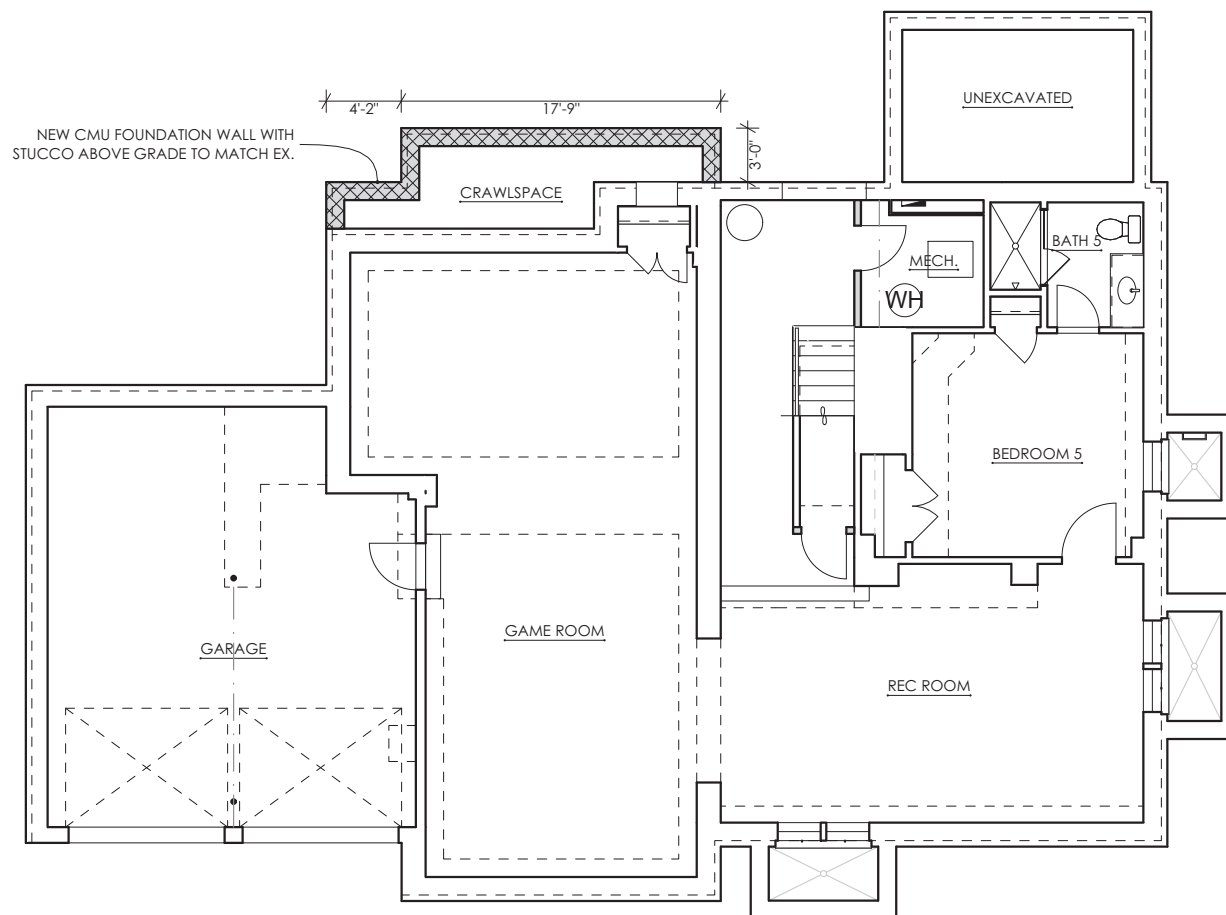 UNEXCAVATED
4'-2"
17'-9"
NEW CMU FOUNDATION WALL WITH
STUCCO ABOVE GRADE TO MATCH EX.
3'-0"
CRAWLSPACE
BATH 5
MECH.
WH
BEDROOM 5
GAME ROOM
GARAGE
REC ROOM